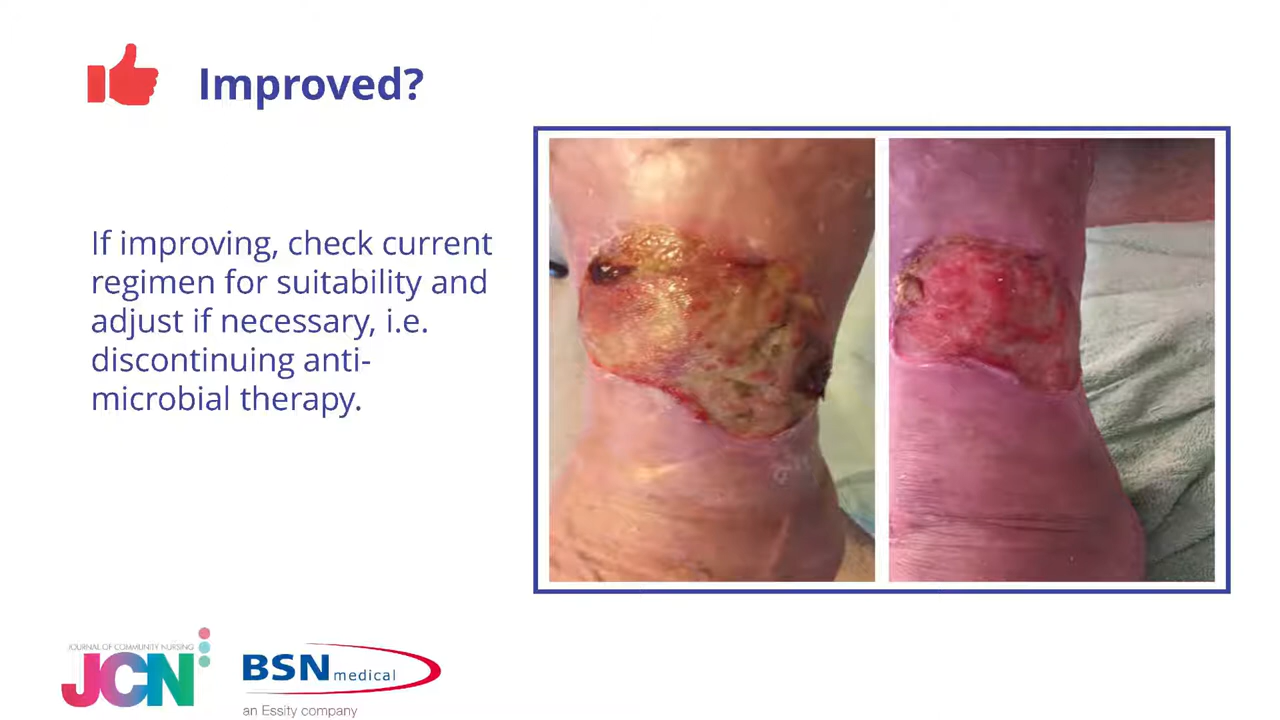 Improved?
If improving, check current
regimen for suitability and
adjust if necessary, i.e.
discontinuing anti-
microbial therapy.
JOURNAL OF COMMUNITY NURSING
JCN
BSN medical
an Essity company